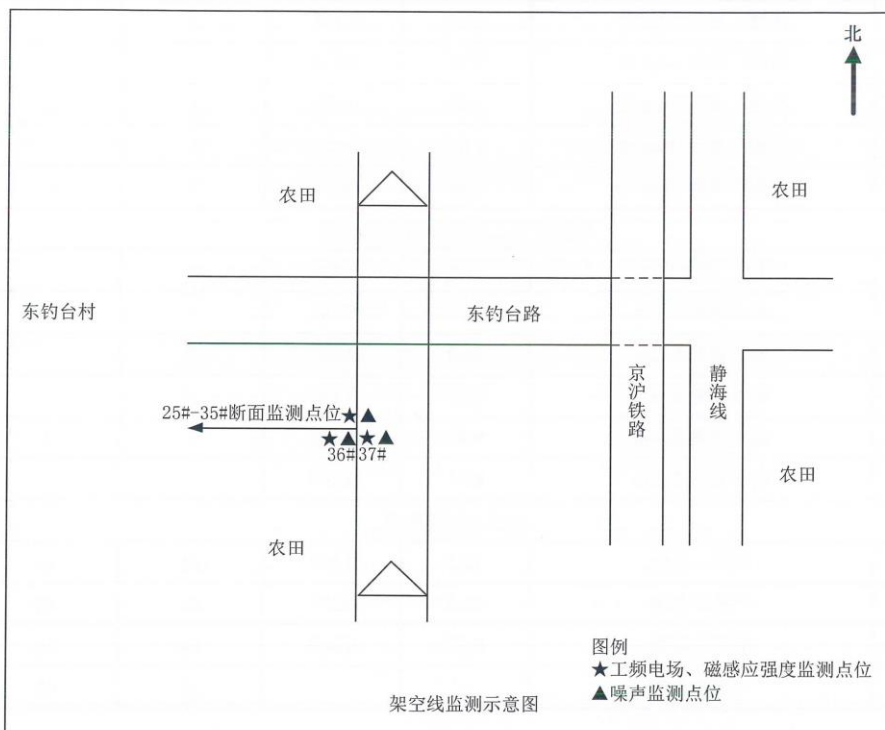 北
农田
农田
东钓台村
东钓台路
25#-35#断面监测点位★▲
★▲★▲
36#37#
京沪铁路
静海线
农田
农田
图例
★工频电场、磁感应强度监测点位
▲噪声监测点位
架空线监测示意图